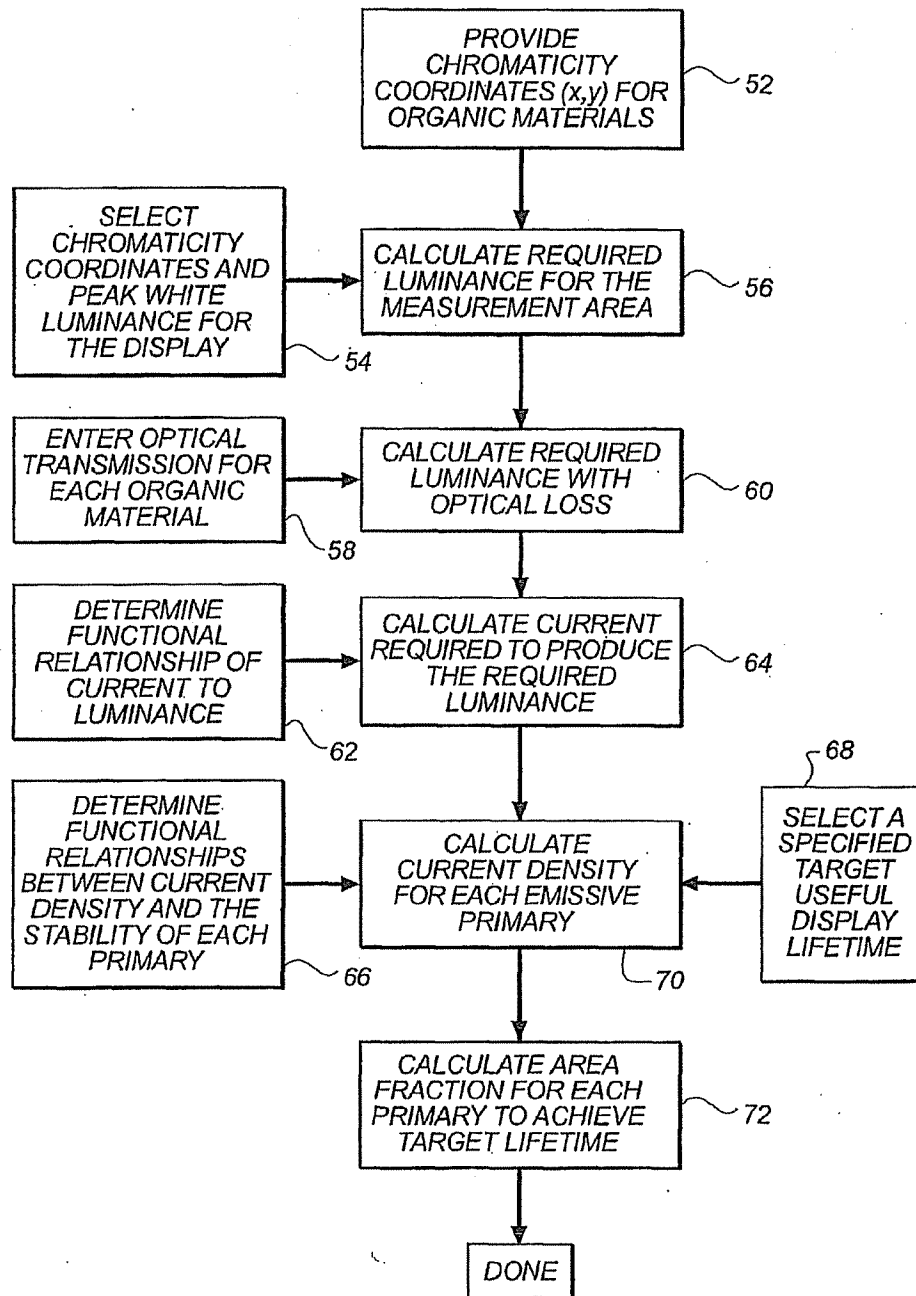 PROVIDE
CHROMATICITY
COORDINATES (x,y) FOR
ORGANIC MATERIALS
52
SELECT
CHROMATICITY
COORDINATES AND
PEAK WHITE
LUMINANCE FOR
THE DISPLAY
54
CALCULATE REQUIRED
LUMINANCE FOR THE
MEASUREMENT AREA
56
ENTER OPTICAL
TRANSMISSION FOR
EACH ORGANIC
MATERIAL
58
CALCULATE REQUIRED
LUMINANCE WITH
OPTICAL LOSS
60
DETERMINE
FUNCTIONAL
RELATIONSHIP OF
CURRENT TO
LUMINANCE
62
CALCULATE CURRENT
REQUIRED TO PRODUCE
THE REQUIRED
LUMINANCE
64
DETERMINE
FUNCTIONAL
RELATIONSHIPS
BETWEEN CURRENT
DENSITY AND THE
STABILITY OF EACH
PRIMARY
66
CALCULATE
CURRENT DENSITY
FOR EACH EMISSIVE
PRIMARY
70
68
SELECT A
SPECIFIED
TARGET
USEFUL
DISPLAY
LIFETIME
CALCULATE AREA
FRACTION FOR EACH
PRIMARY TO ACHIEVE
TARGET LIFETIME
72
DONE